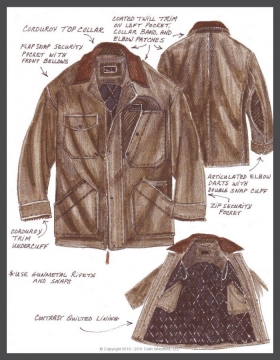 CORDUROY TOP COLLAR
COATED TWILL TRIM
ON LEFT POCKET,
COLLAR BAND, AND
ELBOW PATCHES
FLAP SNAP SECURITY
POCKET WITH
FRONT BELLOWS
ARTICULATED ELBOW
DARTS WITH
DOUBLE SNAP CUFF
ZIP SECURITY
POCKET
CORDUROY
TRIM
UNDERCUFF
*USE GUNMETAL RIVETS
AND SNAPS
CONTRAST QUILTED LINING
© Copyright 2010